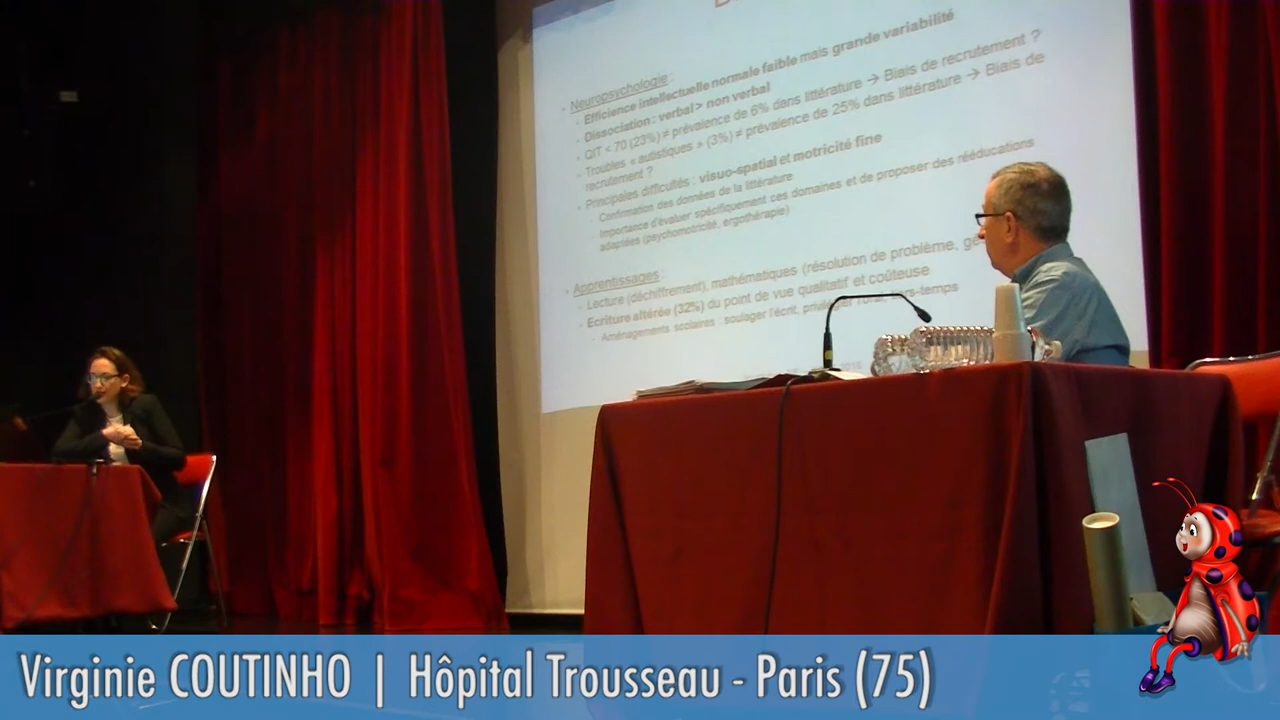 Neuropsychologie :
Efficience intellectuelle normale faible mais grande variabilité
Dissociation : verbal > non verbal
QIT < 70 (23%) ≠ prévalence de 6% dans littérature → Biais de recrutement ?
Troubles « autistiques » (3%) ≠ prévalence de 25% dans littérature → Biais de
recrutement ?
Principales difficultés : visuo-spatial et motricité fine
Confirmation des données de la littérature
Importance d'évaluer spécifiquement ces domaines et de proposer des rééducations
adaptées (psychomotricité, ergothérapie)
Apprentissages :
Lecture (déchiffrement), mathématiques (résolution de problème,
Ecriture altérée (32%) du point de vue qualitatif et coûteuse
Aménagements scolaires : soulager l'écrit, privilégier l'oral, tiers-temps
Virginie COUTINHO | Hôpital Trousseau - Paris (75)